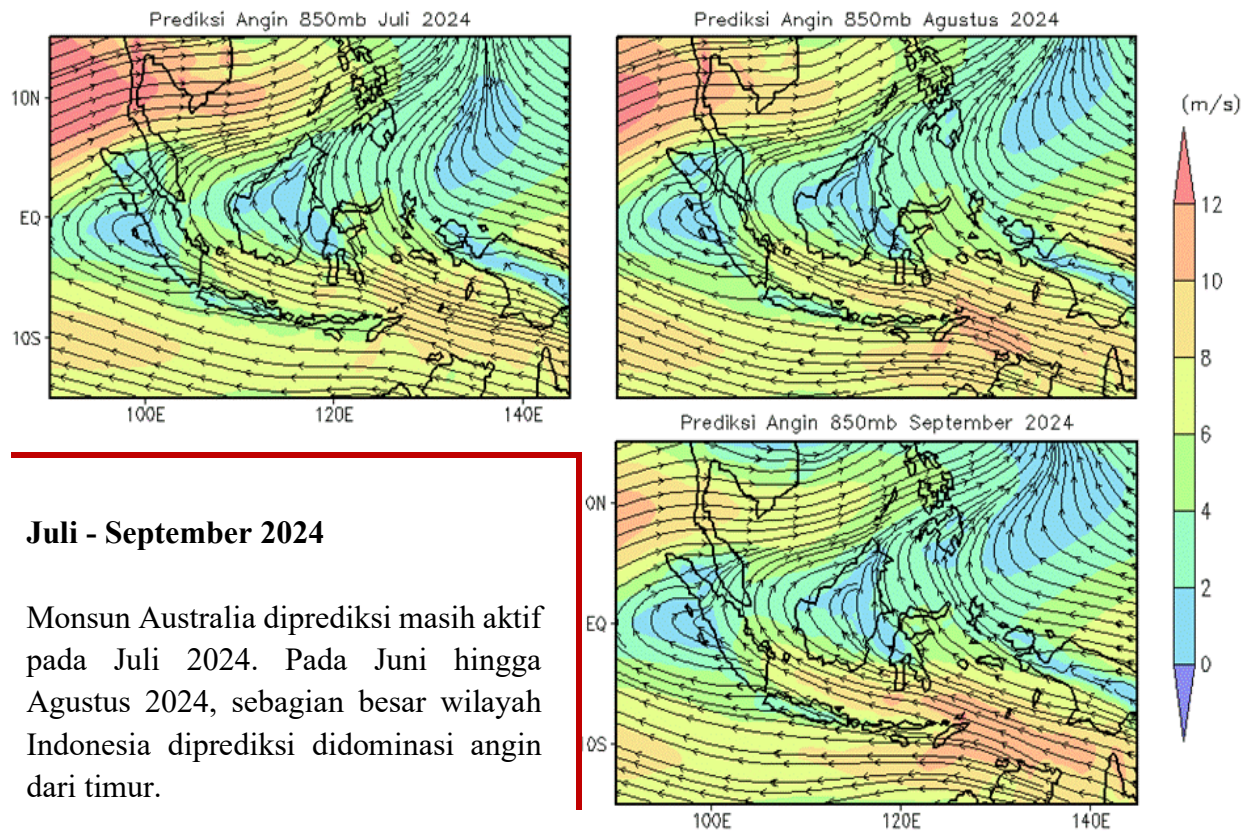 Prediksi Angin 850mb Juli 2024
Prediksi Angin 850mb Agustus 2024
(m/s)
10N
EQ
10S
100E 120E 140E
12
10
8
6
4
2
0
Prediksi Angin 850mb September 2024
0N
EQ
0S
100E 120E 140E
Juli - September 2024
Monsun Australia diprediksi masih aktif
pada Juli 2024. Pada Juni hingga
Agustus 2024, sebagian besar wilayah
Indonesia diprediksi didominasi angin
dari timur.